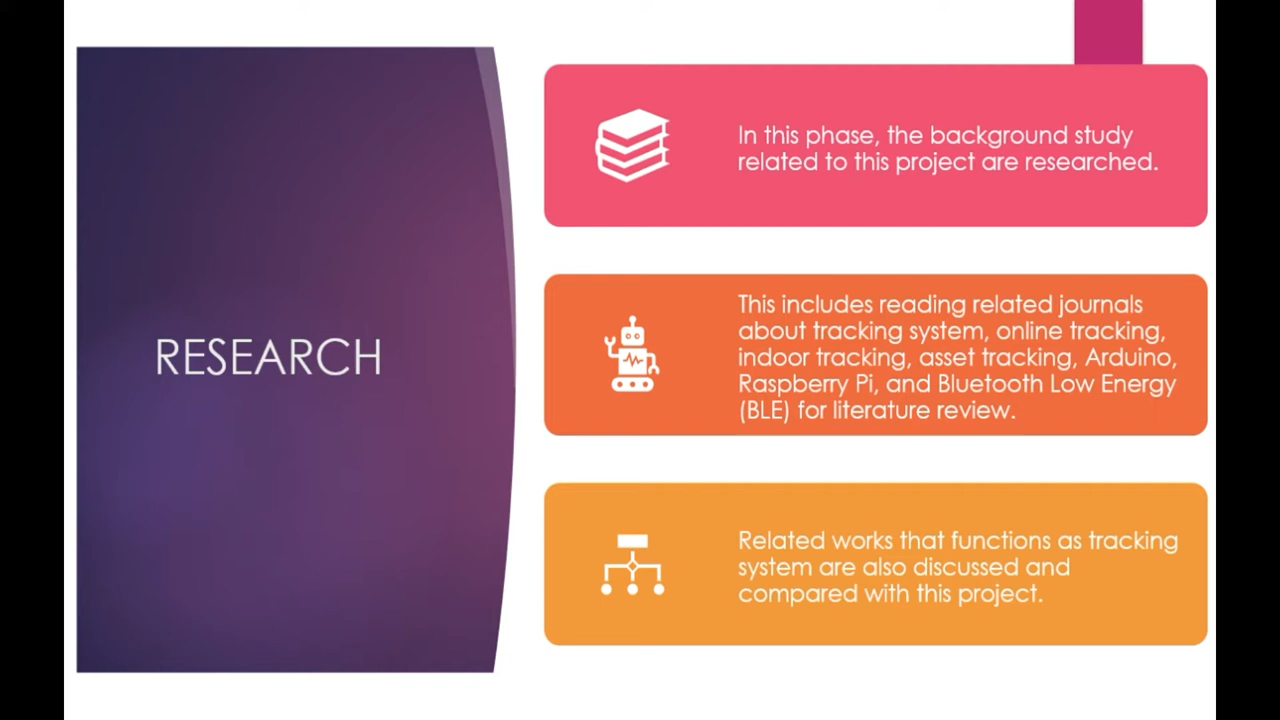 RESEARCH
In this phase, the background study
related to this project are researched.
This includes reading related journals
about tracking system, online tracking,
indoor tracking, asset tracking, Arduino,
Raspberry Pi, and Bluetooth Low Energy
(BLE) for literature review.
Related works that functions as tracking
system are also discussed and
compared with this project.